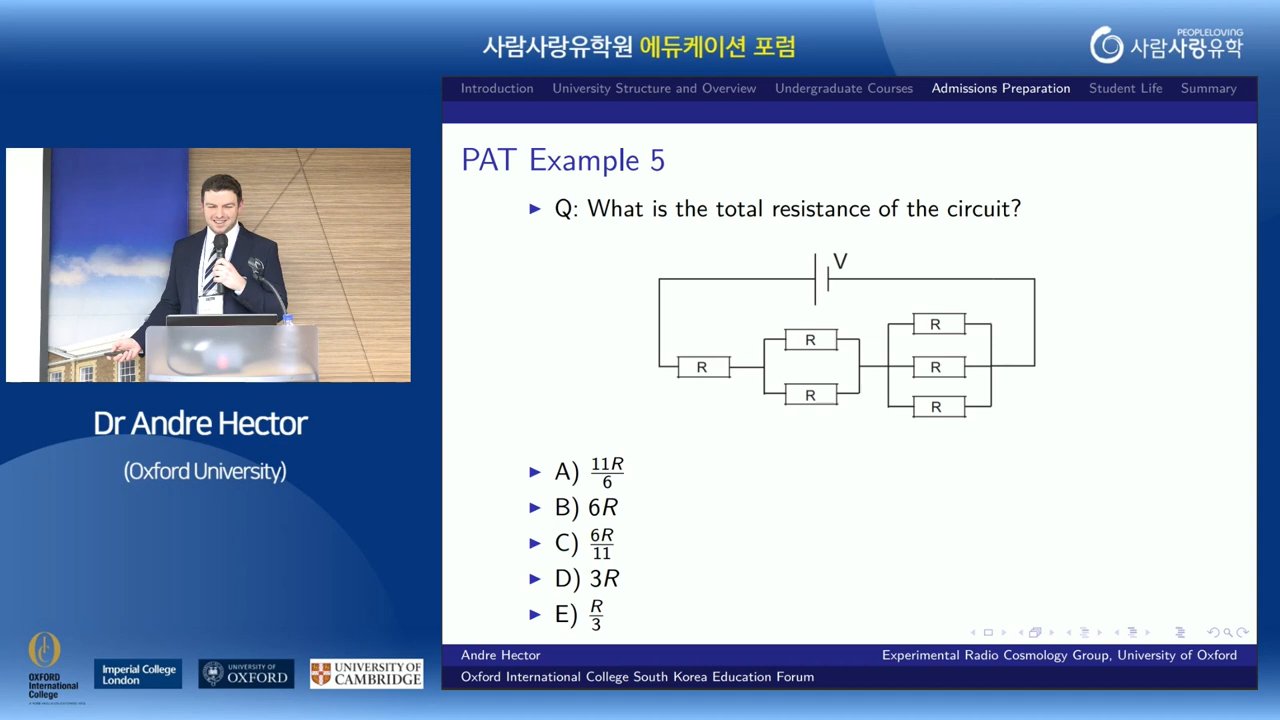 사람사랑유학원 에듀케이션 포럼
PEOPLELOVING
사람사랑유학
Introduction University Structure and Overview Undergraduate Courses Admissions Preparation Student Life Summary
PAT Example 5
Q: What is the total resistance of the circuit?
V
R
R
R
R
R
R
A) 11R/6
B) 6R
C) 6R/11
D) 3R
E) R/3
Dr Andre Hector
(Oxford University)
OXFORD
International
College
Imperial College
London
UNIVERSITY OF
OXFORD
UNIVERSITY OF
CAMBRIDGE
Andre Hector
Experimental Radio Cosmology Group, University of Oxford
Oxford International College South Korea Education Forum